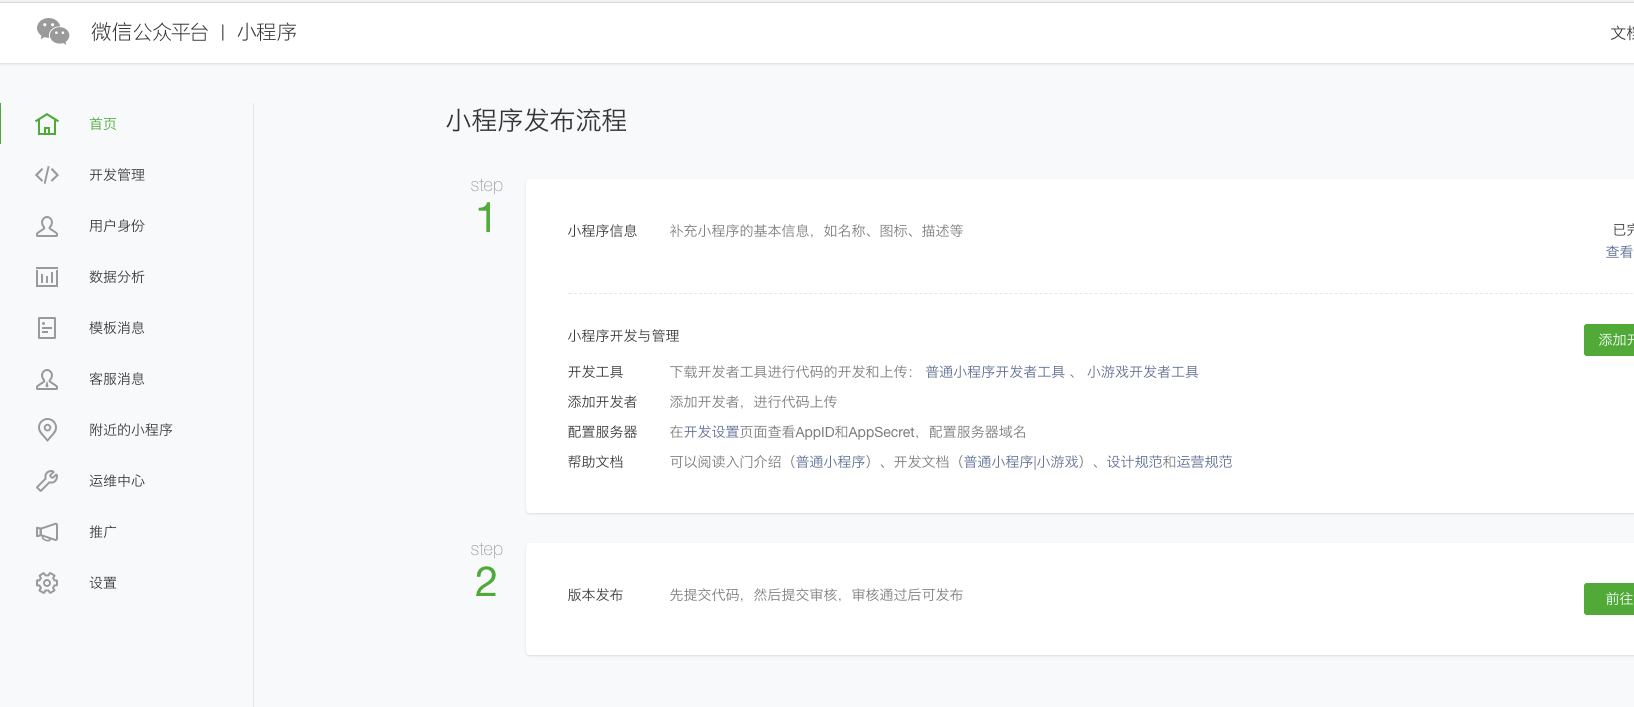 微信公众平台 | 小程序
文档
首页
开发管理
用户身份
数据分析
模板消息
客服消息
附近的小程序
运维中心
推广
设置
小程序发布流程
step
1
小程序信息 补充小程序的基本信息，如名称、图标、描述等
已完
查看
小程序开发与管理
添加开
开发工具 下载开发者工具进行代码的开发和上传： 普通小程序开发者工具 、 小游戏开发者工具
添加开发者 添加开发者，进行代码上传
配置服务器 在开发设置页面查看AppID和AppSecret，配置服务器域名
帮助文档 可以阅读入门介绍（普通小程序）、开发文档（普通小程序|小游戏）、设计规范和运营规范
step
2
版本发布 先提交代码，然后提交审核，审核通过后可发布
前往